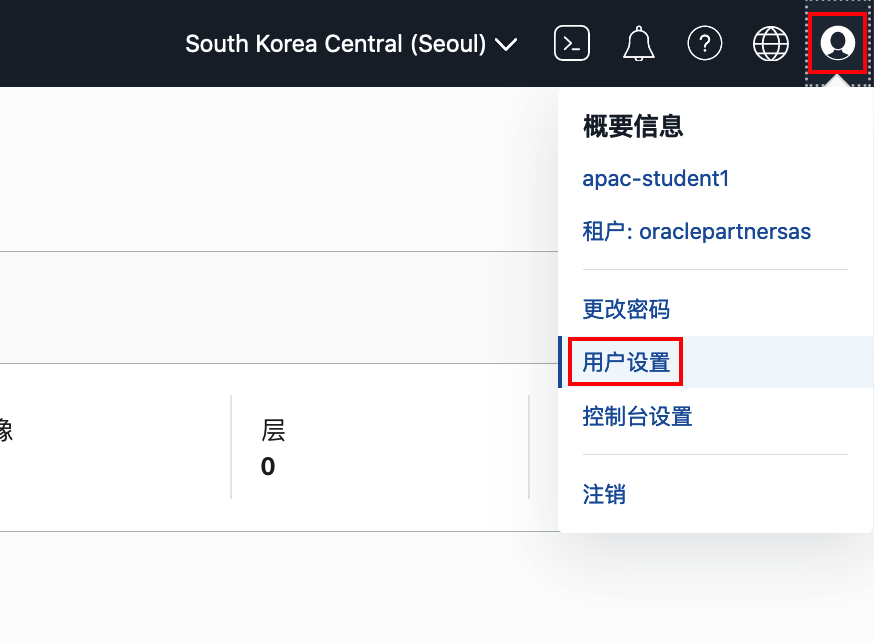 South Korea Central (Seoul)
概要信息
apac-student1
租户: oraclepartnersas
更改密码
用户设置
控制台设置
注销
像
层
0